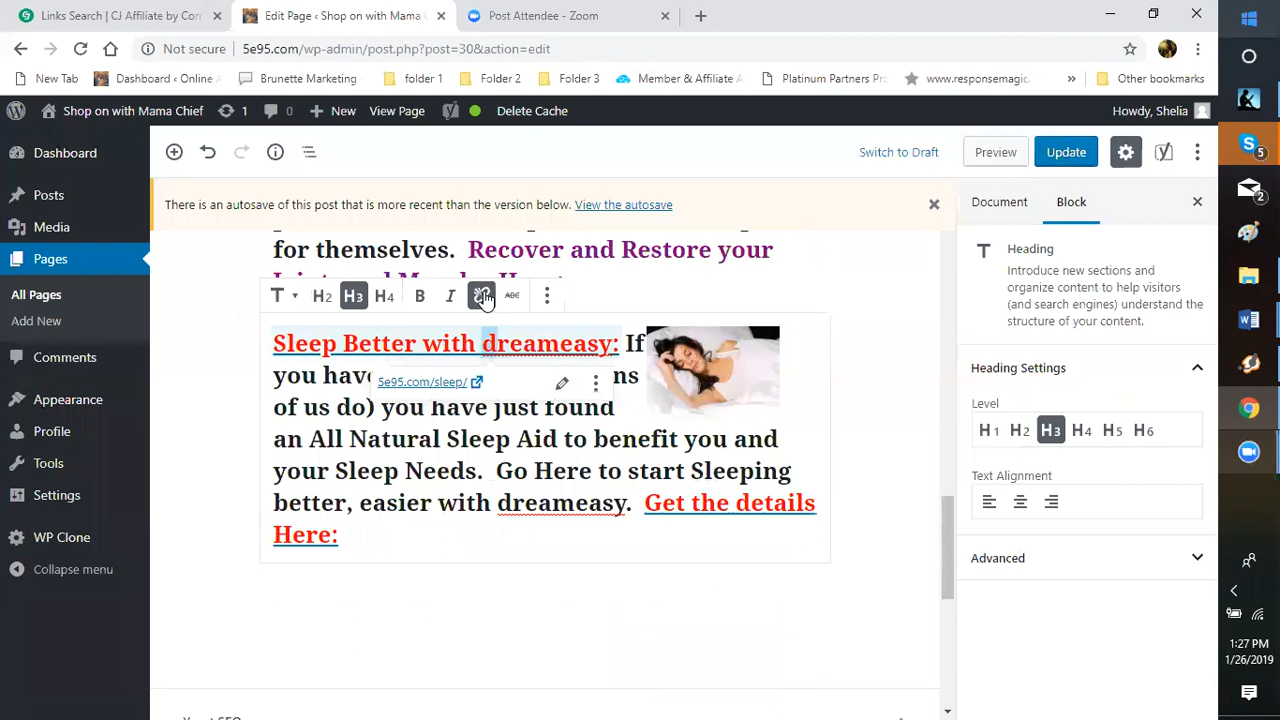 Links Search | CJ Affiliate by Com
Edit Page ‹ Shop on with Mama C
Post Attendee - Zoom
Not secure
5e95.com/wp-admin/post.php?post=30&action=edit
New Tab
Dashboard ‹ Online A
Brunette Marketing
folder 1
Folder 2
Folder 3
Member & Affiliate A
Platinum Partners Pr
www.responsemagic.
»
Other bookmarks
Shop on with Mama Chief
1
0
New
View Page
Delete Cache
Howdy, Shelia
Dashboard
Posts
Media
Pages
All Pages
Add New
Comments
Appearance
Profile
Tools
Settings
WP Clone
Collapse menu
Switch to Draft
Preview
Update
There is an autosave of this post that is more recent than the version below. View the autosave
for themselves. Recover and Restore your
T H2 H3 H4 B I ABC
Sleep Better with dreameasy: If
you have
5e95.com/sleep/
of us do) you have just found
an All Natural Sleep Aid to benefit you and
your Sleep Needs. Go Here to start Sleeping
better, easier with dreameasy. Get the details
Here:
Document
Block
T
Heading
Introduce new sections and
organize content to help visitors
(and search engines) understand the
structure of your content.
Heading Settings
Level
H1 H2 H3 H4 H5 H6
Text Alignment
Advanced
5
2
1:27 PM
1/26/2019